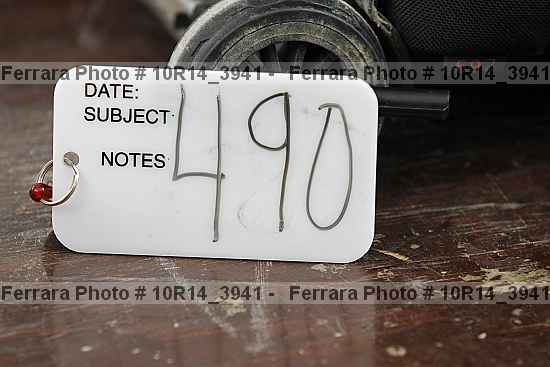 Ferrara Photo # 10R14_3941 - Ferrara Photo # 10R14_3941
DATE:
SUBJECT:
NOTES:
490
Ferrara Photo # 10R14_3941 - Ferrara Photo # 10R14_3941